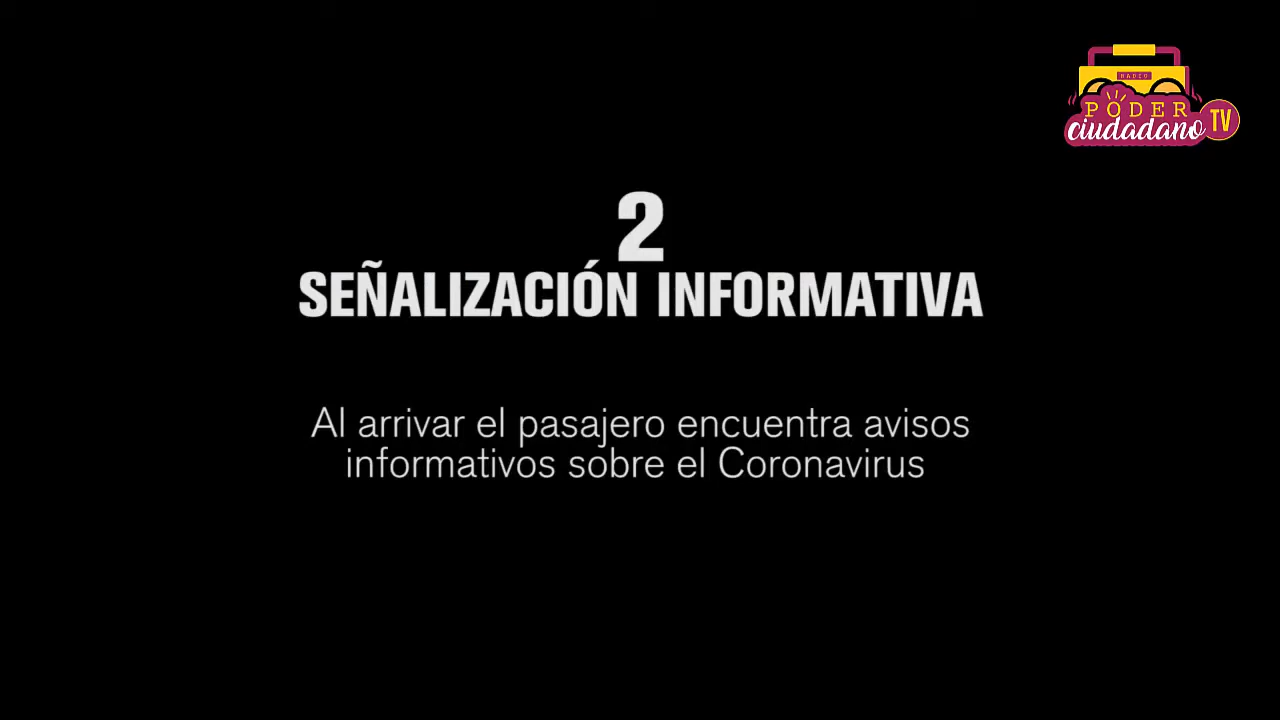 RADIO
PODER
ciudadano
TV
2
SEÑALIZACIÓN INFORMATIVA
Al arrivar el pasajero encuentra avisos
informativos sobre el Coronavirus